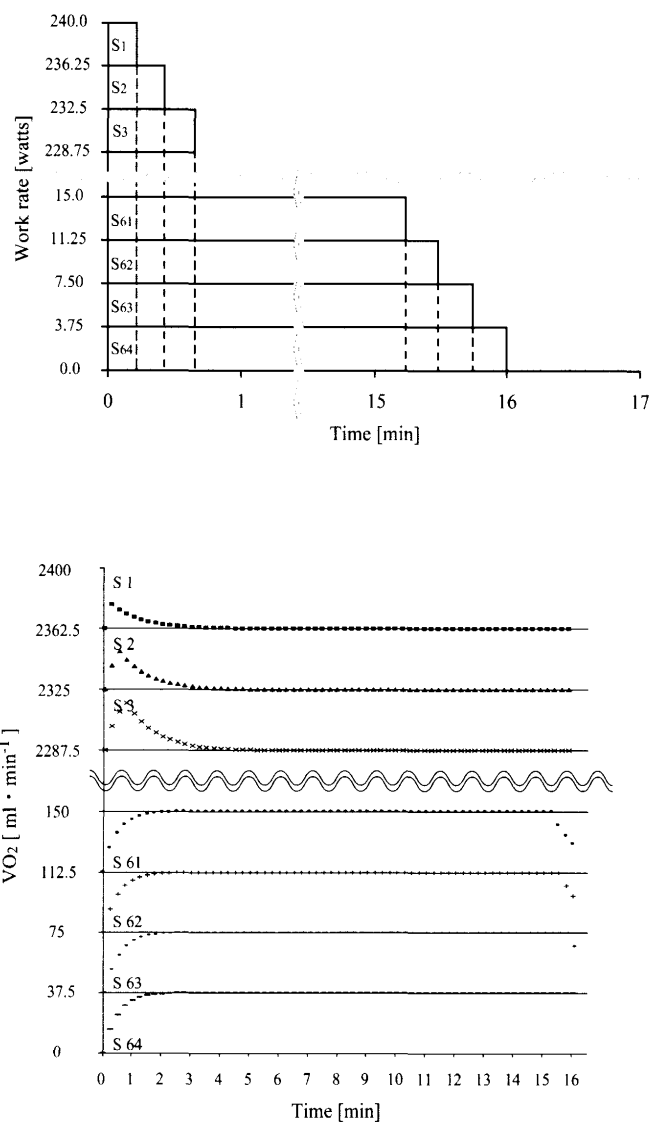 240.0
S1
236.25
S2
232.5
S3
228.75
15.0
S61
11.25
S62
7.50
S63
3.75
S64
0.0
Work rate [watts]
0 1 15 16 17
Time [min]
2400
S 1
2362.5
S 2
2325
S 3
2287.5
150
S 61
112.5
S 62
75
S 63
37.5
S 64
0
VO2 [ ml · min-1 ]
0 1 2 3 4 5 6 7 8 9 10 11 12 13 14 15 16
Time [min]